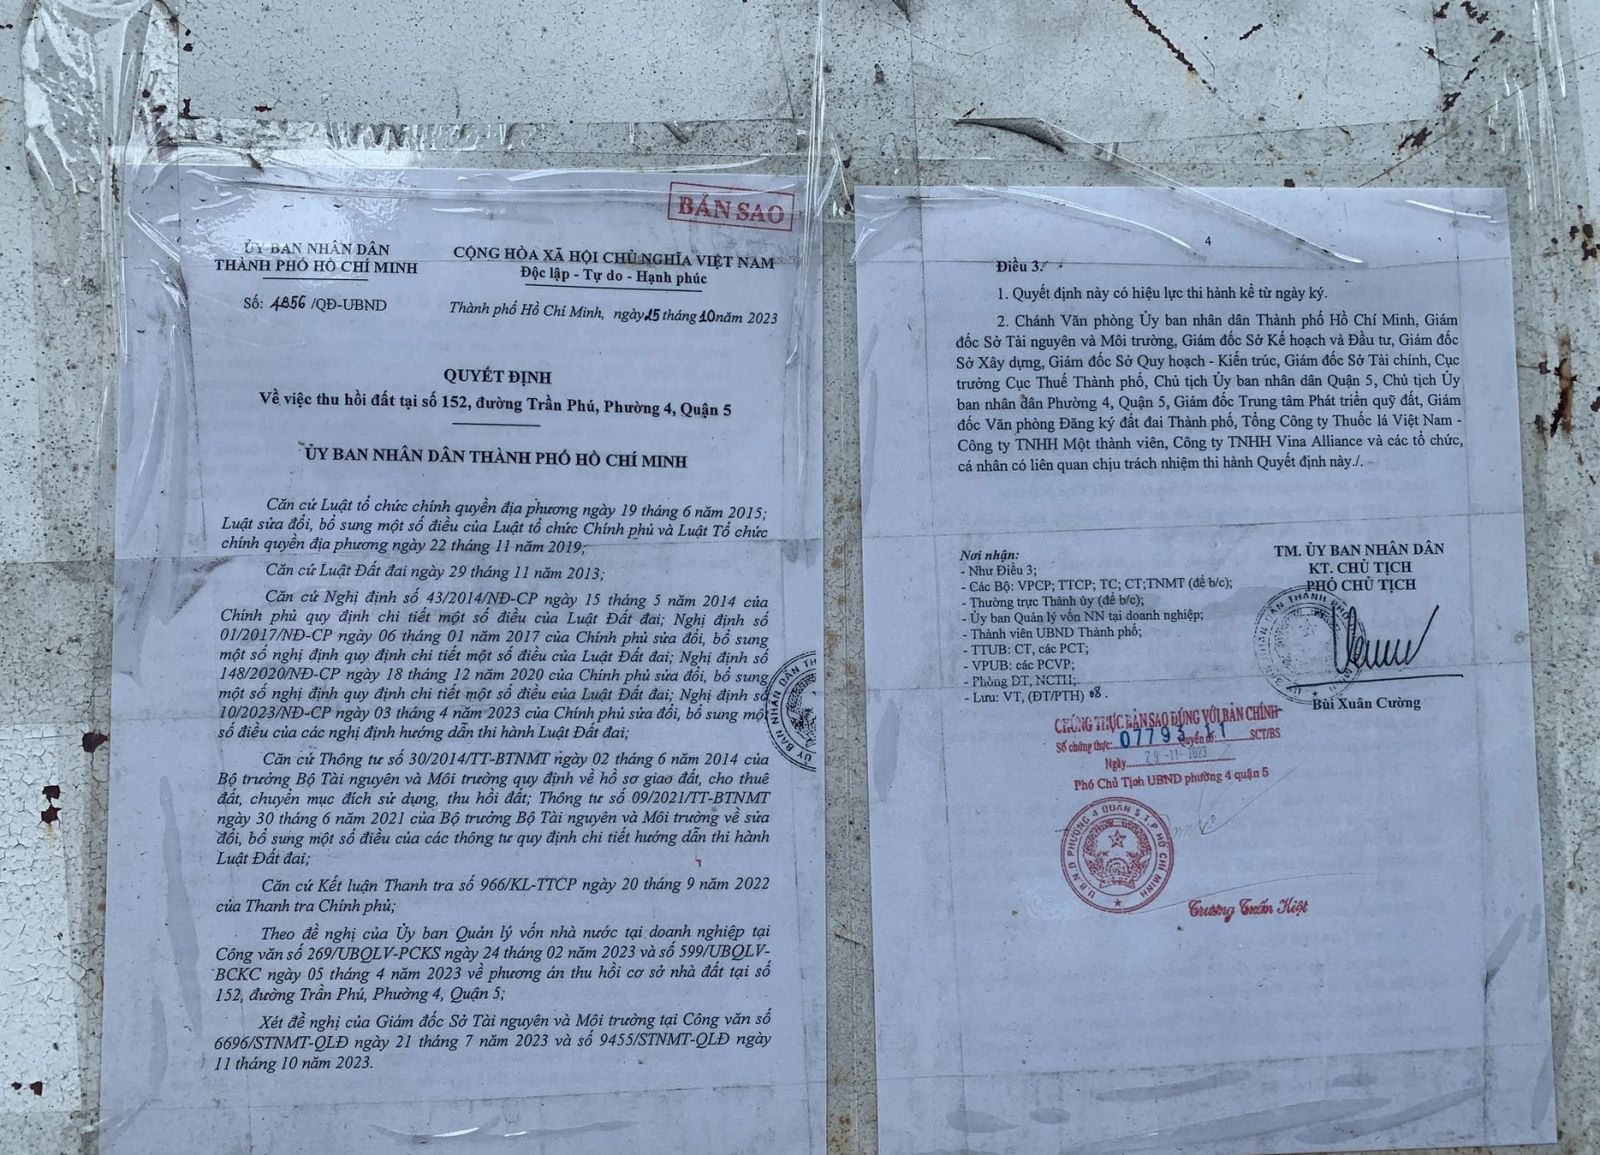 BẢN SAO
ỦY BAN NHÂN DÂN
THÀNH PHỐ HỒ CHÍ MINH
Số: 4856 /QĐ-UBND
CỘNG HÒA XÃ HỘI CHỦ NGHĨA VIỆT NAM
Độc lập - Tự do - Hạnh phúc
Thành phố Hồ Chí Minh, ngày 25 tháng 10 năm 2023
QUYẾT ĐỊNH
Về việc thu hồi đất tại số 152, đường Trần Phú, Phường 4, Quận 5
ỦY BAN NHÂN DÂN THÀNH PHỐ HỒ CHÍ MINH
Căn cứ Luật tổ chức chính quyền địa phương ngày 19 tháng 6 năm 2015;
Luật sửa đổi, bổ sung một số điều của Luật tổ chức Chính phủ và Luật Tổ chức
chính quyền địa phương ngày 22 tháng 11 năm 2019;
Căn cứ Luật Đất đai ngày 29 tháng 11 năm 2013;
Căn cứ Nghị định số 43/2014/NĐ-CP ngày 15 tháng 5 năm 2014 của
Chính phủ quy định chi tiết một số điều của Luật Đất đai; Nghị định số
01/2017/NĐ-CP ngày 06 tháng 01 năm 2017 của Chính phủ sửa đổi, bổ sung
một số nghị định quy định chi tiết một số điều của Luật Đất đai; Nghị định số
148/2020/NĐ-CP ngày 18 tháng 12 năm 2020 của Chính phủ sửa đổi, bổ sung
một số nghị định quy định chi tiết một số điều của Luật Đất đai; Nghị định số
10/2023/NĐ-CP ngày 03 tháng 4 năm 2023 của Chính phủ sửa đổi, bổ sung một
số điều của các nghị định hướng dẫn thi hành Luật Đất đai;
Căn cứ Thông tư số 30/2014/TT-BTNMT ngày 02 tháng 6 năm 2014 của
Bộ trưởng Bộ Tài nguyên và Môi trường quy định về hồ sơ giao đất, cho thuê
đất, chuyển mục đích sử dụng, thu hồi đất; Thông tư số 09/2021/TT-BTNMT
ngày 30 tháng 6 năm 2021 của Bộ trưởng Bộ Tài nguyên và Môi trường về sửa
đổi, bổ sung một số điều của các thông tư quy định chi tiết hướng dẫn thi hành
Luật Đất đai;
Căn cứ Kết luận Thanh tra số 966/KL-TTCP ngày 20 tháng 9 năm 2022
của Thanh tra Chính phủ;
Theo đề nghị của Ủy ban Quản lý vốn nhà nước tại doanh nghiệp tại
Công văn số 269/UBQLV-PCKS ngày 24 tháng 02 năm 2023 và số 599/UBQLV-
BCKC ngày 05 tháng 4 năm 2023 về phương án thu hồi cơ sở nhà đất tại số
152, đường Trần Phú, Phường 4, Quận 5;
Xét đề nghị của Giám đốc Sở Tài nguyên và Môi trường tại Công văn số
6696/STNMT-QLĐ ngày 21 tháng 7 năm 2023 và số 9455/STNMT-QLĐ ngày
11 tháng 10 năm 2023.
4
Điều 3.
1. Quyết định này có hiệu lực thi hành kể từ ngày ký.
2. Chánh Văn phòng Ủy ban nhân dân Thành phố Hồ Chí Minh, Giám
đốc Sở Tài nguyên và Môi trường, Giám đốc Sở Kế hoạch và Đầu tư, Giám đốc
Sở Xây dựng, Giám đốc Sở Quy hoạch - Kiến trúc, Giám đốc Sở Tài chính, Cục
trưởng Cục Thuế Thành phố, Chủ tịch Ủy ban nhân dân Quận 5, Chủ tịch Ủy
ban nhân dân Phường 4, Quận 5, Giám đốc Trung tâm Phát triển quỹ đất, Giám
đốc Văn phòng Đăng ký đất đai Thành phố, Tổng Công ty Thuốc lá Việt Nam -
Công ty TNHH Một thành viên, Công ty TNHH Vina Alliance và các tổ chức,
cá nhân có liên quan chịu trách nhiệm thi hành Quyết định này./.
Nơi nhận:
- Như Điều 3;
- Các Bộ: VPCP; TTCP; TC; CT;TNMT (để b/c);
- Thường trực Thành ủy (để b/c);
- Ủy ban Quản lý vốn NN tại doanh nghiệp;
- Thành viên UBND Thành phố;
- TTUB: CT, các PCT;
- VPUB: các PCVP;
- Phòng DT, NCTH;
- Lưu: VT, (ĐT/PTH) 08.
TM. ỦY BAN NHÂN DÂN
KT. CHỦ TỊCH
PHÓ CHỦ TỊCH
Bùi Xuân Cường
CHỨNG THỰC BẢN SAO ĐÚNG VỚI BẢN CHÍNH
Số chứng thực: 07793 Quyển số: 11 SCT/BS
Ngày 29-11-2023
Phó Chủ Tịch UBND phường 4 quận 5
U.B.N.D PHƯỜNG 4 QUẬN 5 T.P HỒ CHÍ MINH
Trương Tuấn Kiệt